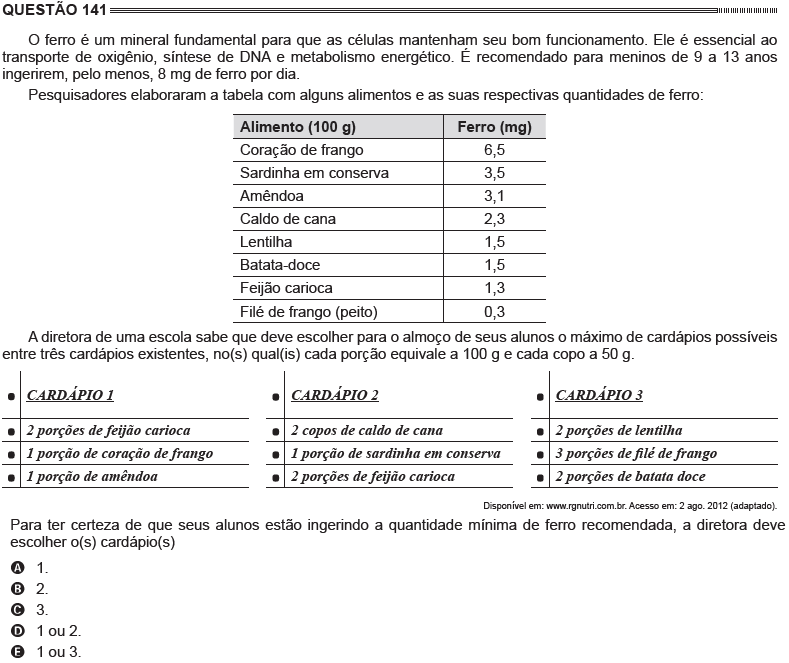 QUESTÃO 141
O ferro é um mineral fundamental para que as células mantenham seu bom funcionamento. Ele é essencial ao
transporte de oxigênio, síntese de DNA e metabolismo energético. É recomendado para meninos de 9 a 13 anos
ingerirem, pelo menos, 8 mg de ferro por dia.
Pesquisadores elaboraram a tabela com alguns alimentos e as suas respectivas quantidades de ferro:
Alimento (100 g) Ferro (mg)
Coração de frango 6,5
Sardinha em conserva 3,5
Amêndoa 3,1
Caldo de cana 2,3
Lentilha 1,5
Batata-doce 1,5
Feijão carioca 1,3
Filé de frango (peito) 0,3
A diretora de uma escola sabe que deve escolher para o almoço de seus alunos o máximo de cardápios possíveis
entre três cardápios existentes, no(s) qual(is) cada porção equivale a 100 g e cada copo a 50 g.
• CARDÁPIO 1 • CARDÁPIO 2 • CARDÁPIO 3
• 2 porções de feijão carioca • 2 copos de caldo de cana • 2 porções de lentilha
• 1 porção de coração de frango • 1 porção de sardinha em conserva • 3 porções de filé de frango
• 1 porção de amêndoa • 2 porções de feijão carioca • 2 porções de batata doce
Disponível em: www.rgnutri.com.br. Acesso em: 2 ago. 2012 (adaptado).
Para ter certeza de que seus alunos estão ingerindo a quantidade mínima de ferro recomendada, a diretora deve
escolher o(s) cardápio(s)
A 1.
B 2.
C 3.
D 1 ou 2.
E 1 ou 3.